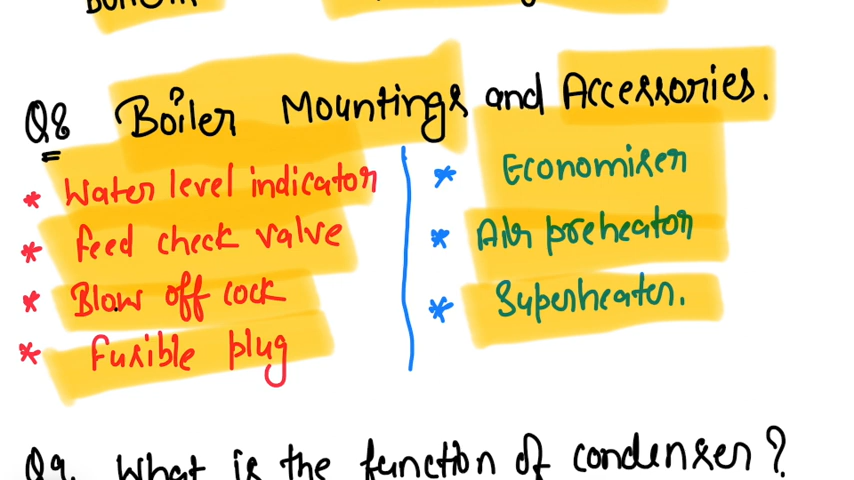 Q8 Boiler Mountings and Accessories.
* Water level indicator
* feed check valve
* Blow off cock
* fusible plug
* Economiser
* Air preheator
* Superheater.
Q9. What is the function of condenser?